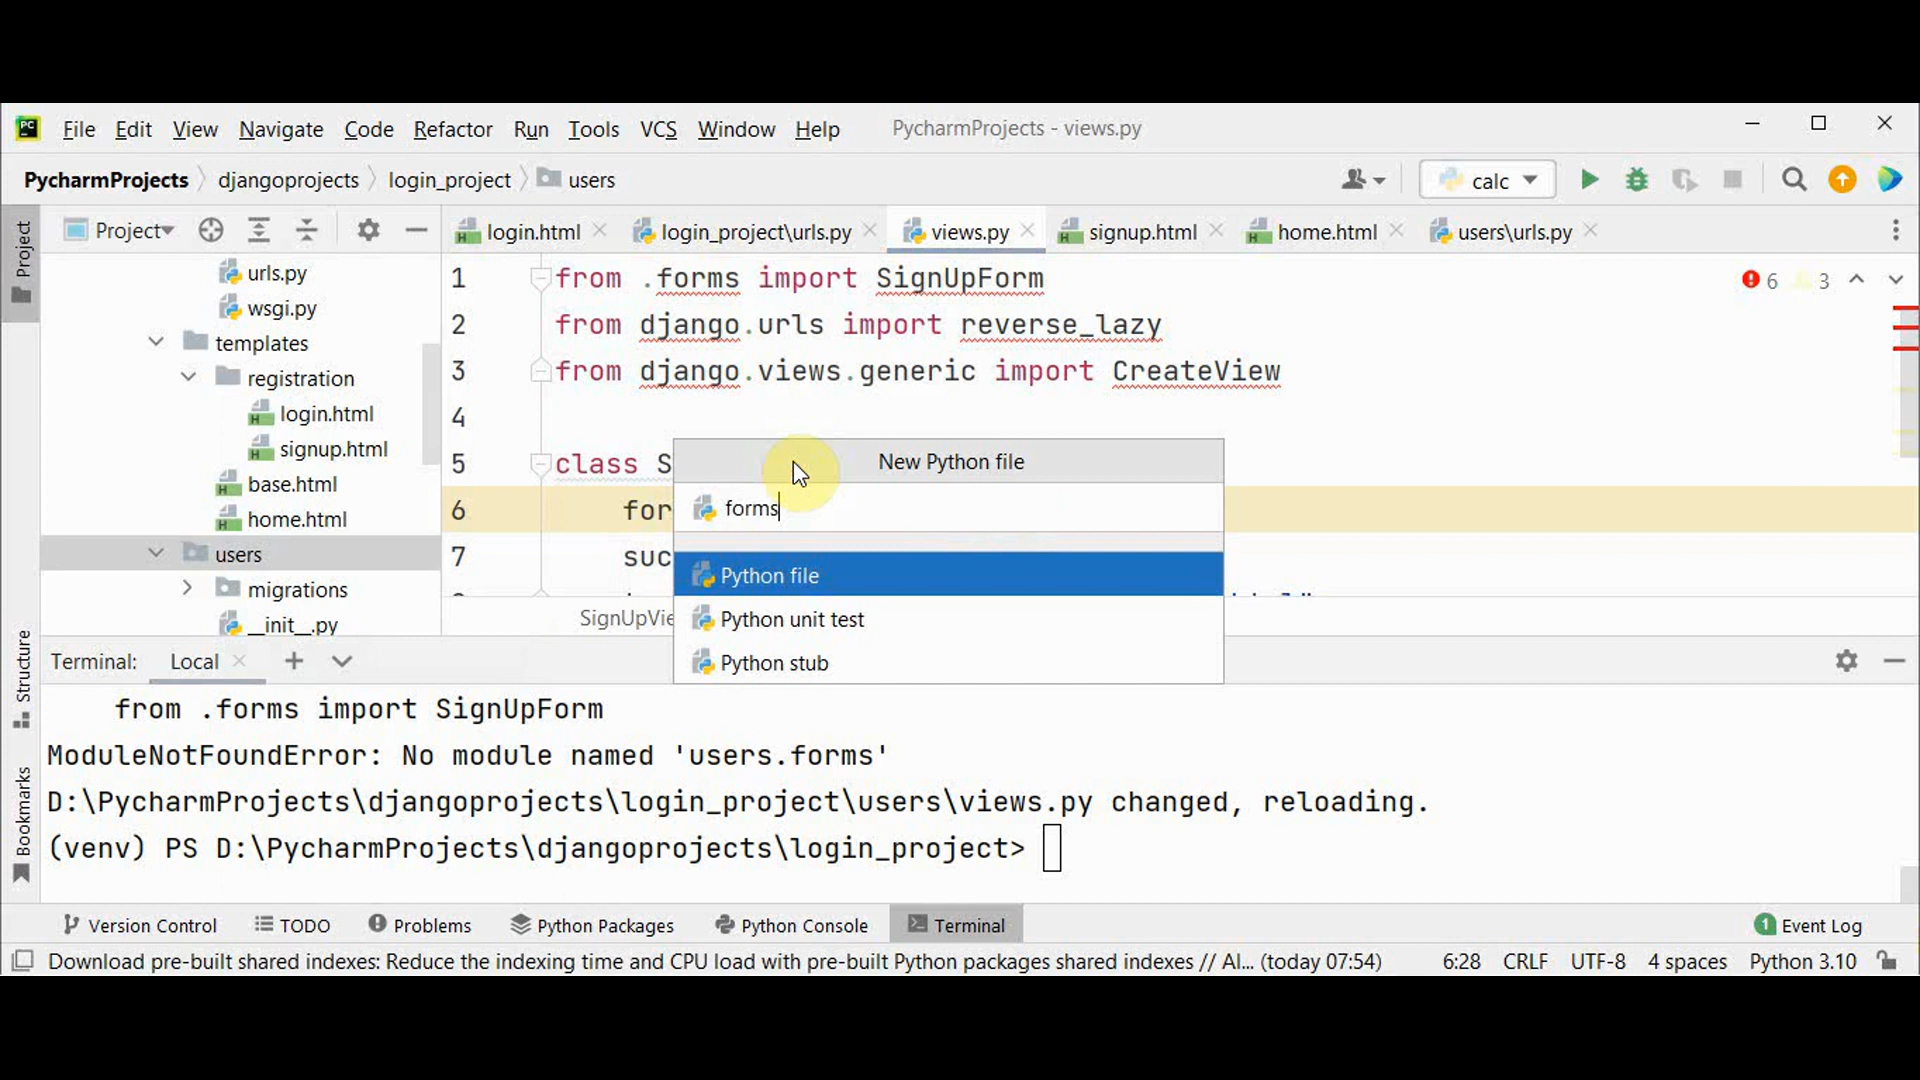 PC File Edit View Navigate Code Refactor Run Tools VCS Window Help PycharmProjects - views.py
PycharmProjects djangoprojects login_project users calc
Project login.html login_project\urls.py views.py signup.html home.html users\urls.py
Project
urls.py
wsgi.py
templates
registration
login.html
signup.html
base.html
home.html
users
migrations
__init__.py
1 from .forms import SignUpForm
6 3
2 from django.urls import reverse_lazy
3 from django.views.generic import CreateView
4
5 class S
6 for
7 suc
SignUpVie
New Python file
forms
Python file
Python unit test
Python stub
Structure
Bookmarks
Terminal: Local
from .forms import SignUpForm
ModuleNotFoundError: No module named 'users.forms'
D:\PycharmProjects\djangoprojects\login_project\users\views.py changed, reloading.
(venv) PS D:\PycharmProjects\djangoprojects\login_project>
Version Control TODO Problems Python Packages Python Console Terminal 1 Event Log
Download pre-built shared indexes: Reduce the indexing time and CPU load with pre-built Python packages shared indexes // Al... (today 07:54) 6:28 CRLF UTF-8 4 spaces Python 3.10